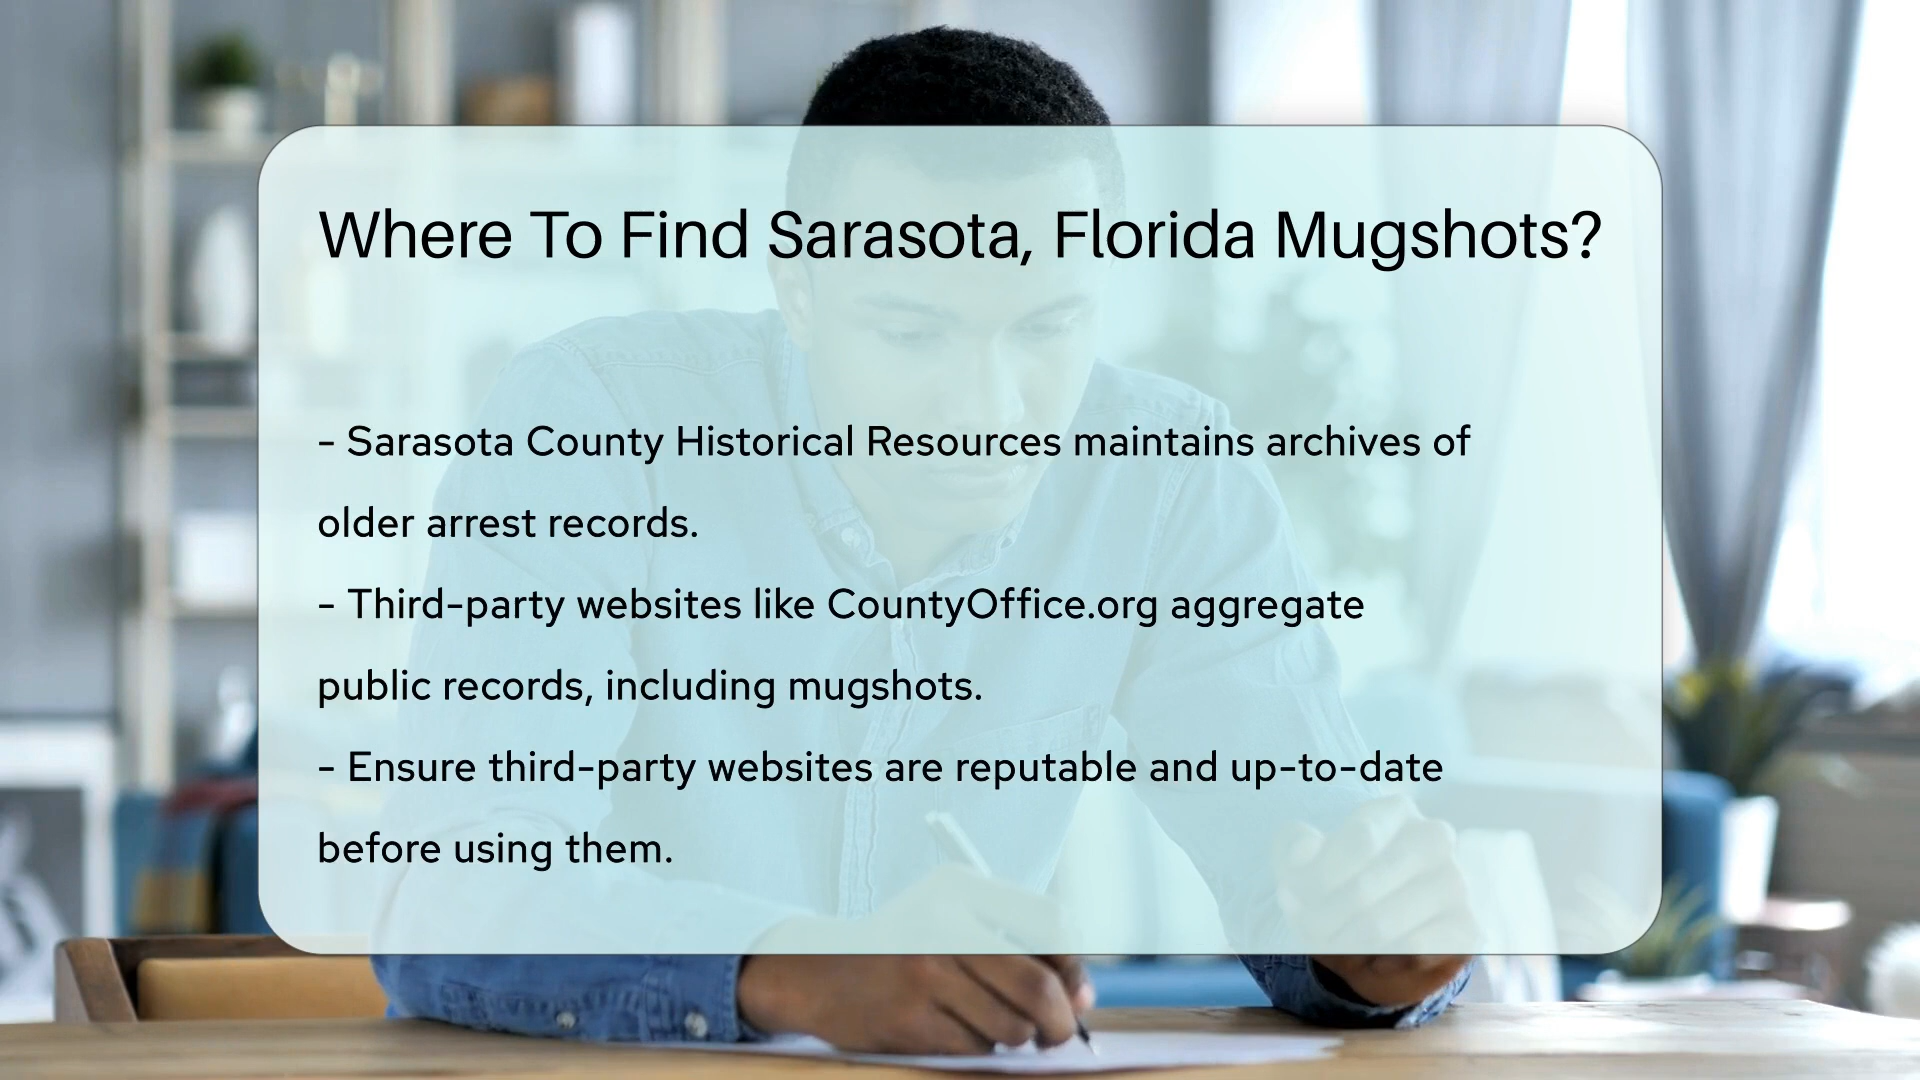 Where To Find Sarasota, Florida Mugshots?
- Sarasota County Historical Resources maintains archives of
older arrest records.
- Third-party websites like CountyOffice.org aggregate
public records, including mugshots.
- Ensure third-party websites are reputable and up-to-date
before using them.